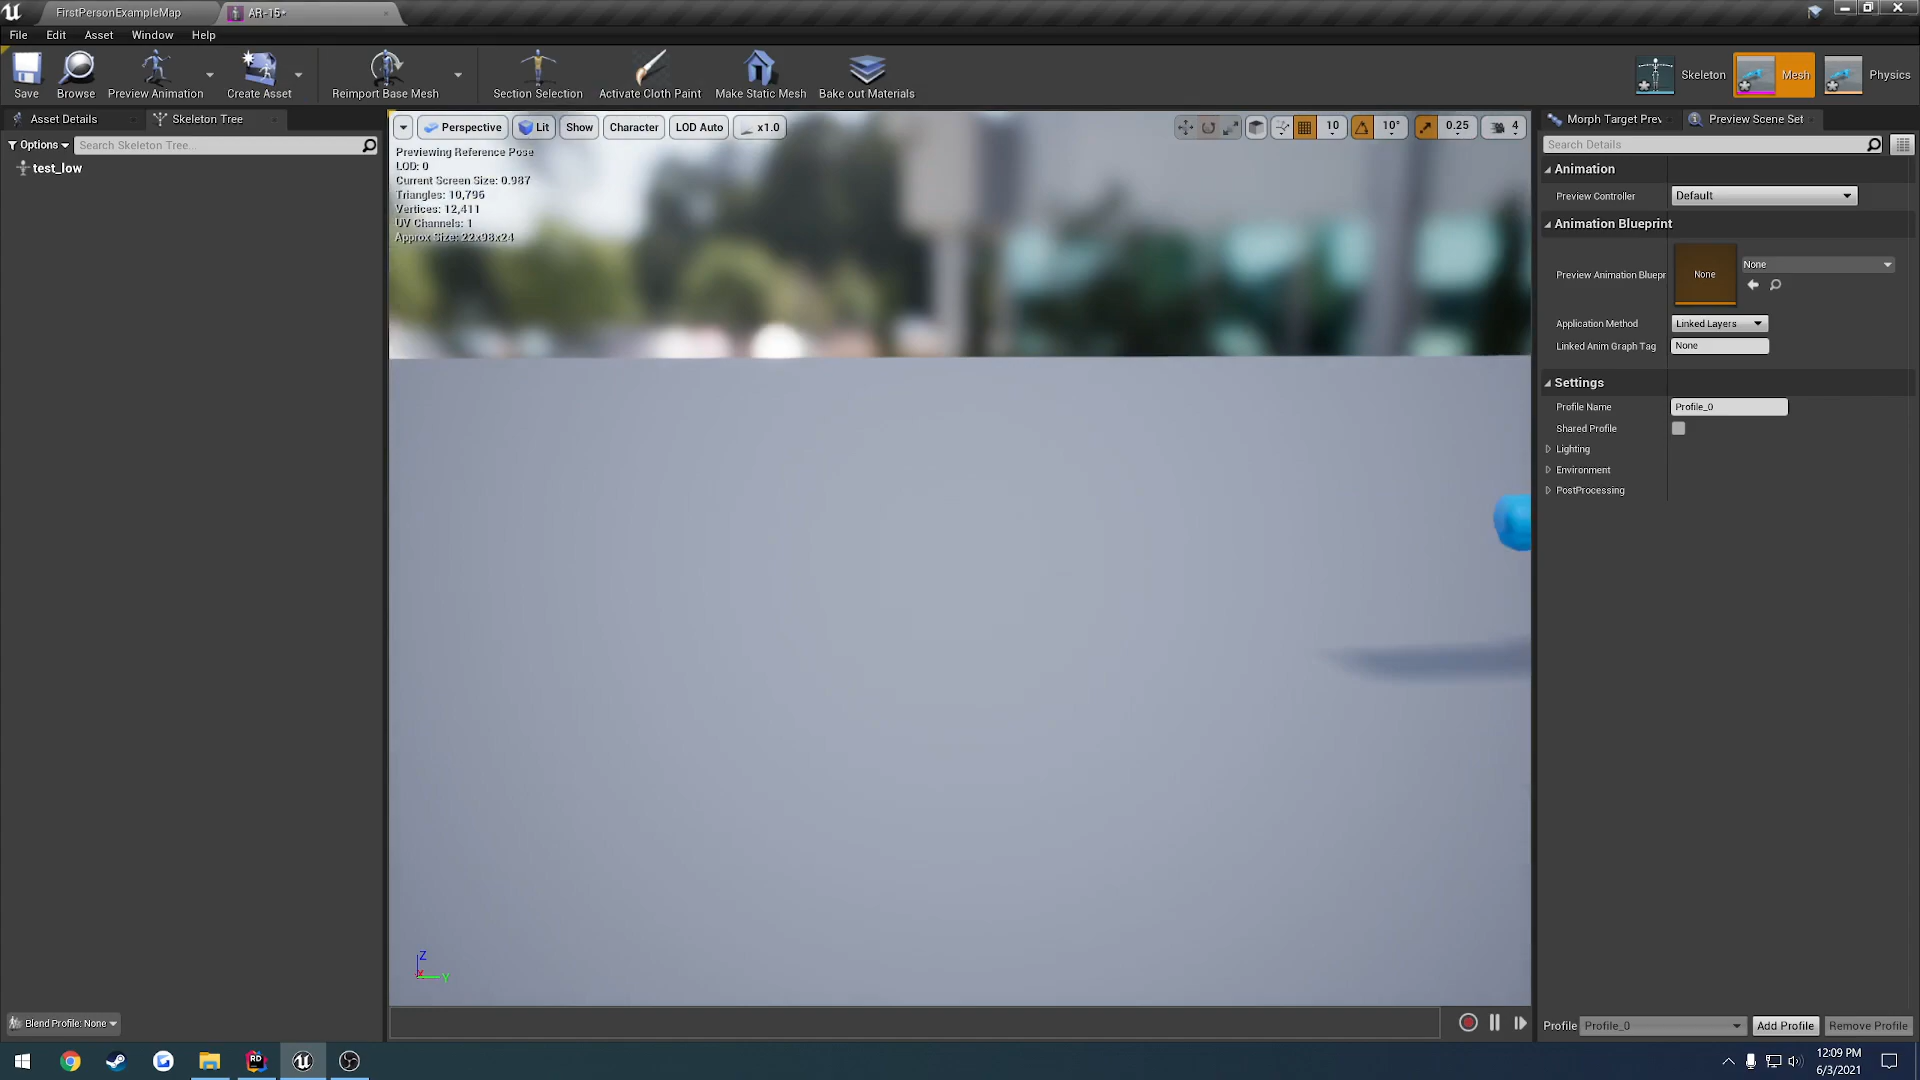 FirstPersonExampleMap
AR-15*
File Edit Asset Window Help
Save
Browse
Preview Animation
Create Asset
Reimport Base Mesh
Section Selection
Activate Cloth Paint
Make Static Mesh
Bake out Materials
Skeleton
Mesh
Physics
Asset Details
Skeleton Tree
Options
Search Skeleton Tree...
test_low
Perspective
Lit
Show
Character
LOD Auto
x1.0
10
10°
0.25
4
Previewing Reference Pose
LOD: 0
Current Screen Size: 0.987
Triangles: 10,796
Vertices: 12,411
UV Channels: 1
Approx Size: 22x98x24
Z
X
Y
Morph Target Prev
Preview Scene Set
Search Details
Animation
Preview Controller
Default
Animation Blueprint
Preview Animation Bluepr
None
None
Application Method
Linked Layers
Linked Anim Graph Tag
None
Settings
Profile Name
Profile_0
Shared Profile
Lighting
Environment
PostProcessing
Blend Profile: None
Profile
Profile_0
Add Profile
Remove Profile
RD
12:09 PM
6/3/2021